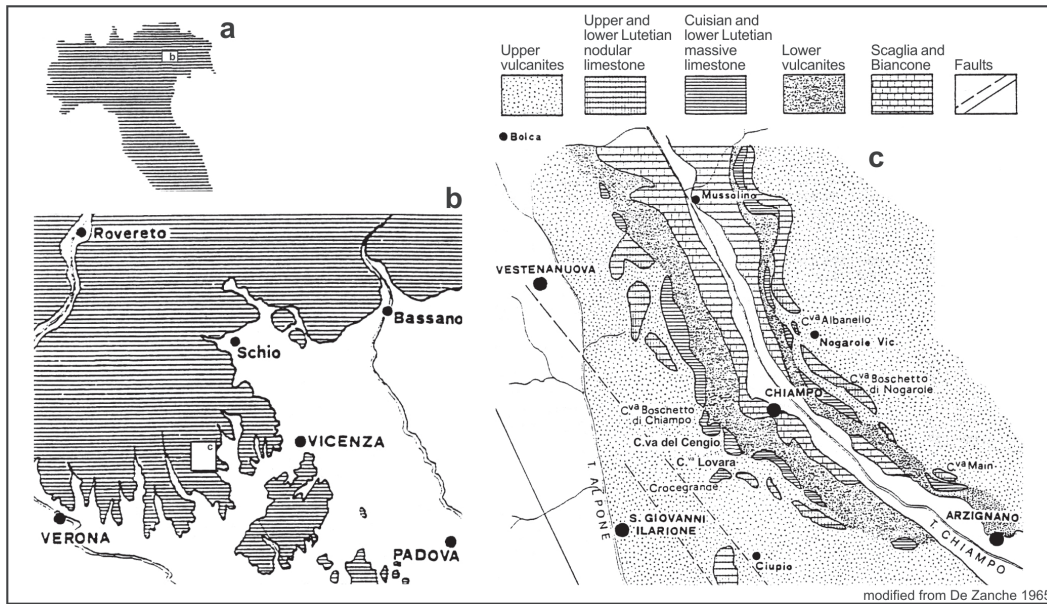 a
b
b
Rovereto
Bassano
Schio
VICENZA
c
VERONA
PADOVA
Upper
vulcanites
Upper and
lower Lutetian
nodular
limestone
Cuisian and
lower Lutetian
massive
limestone
Lower
vulcanites
Scaglia and
Biancone
Faults
c
Bolca
Mussolino
VESTENANUOVA
Cva Albanello
Nogarole Vic.
Cva Boschetto
di Nogarole
CHIAMPO
Cva Boschetto
di Chiampo
C.va del Cengio
C.va Lovara
Crocegrande
Cva Main
ARZIGNANO
T. ALPONE
S. GIOVANNI
ILARIONE
T. CHIAMPO
Ciupio
modified from De Zanche 1965